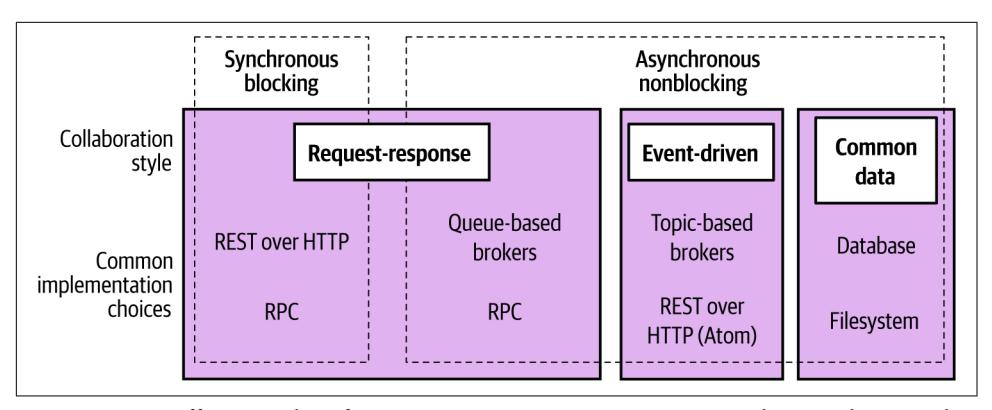 Synchronous
blocking
Asynchronous
nonblocking
Collaboration
style
Request-response
Event-driven
Common
data
Common
implementation
choices
REST over HTTP
RPC
Queue-based
brokers
RPC
Topic-based
brokers
REST over
HTTP (Atom)
Database
Filesystem